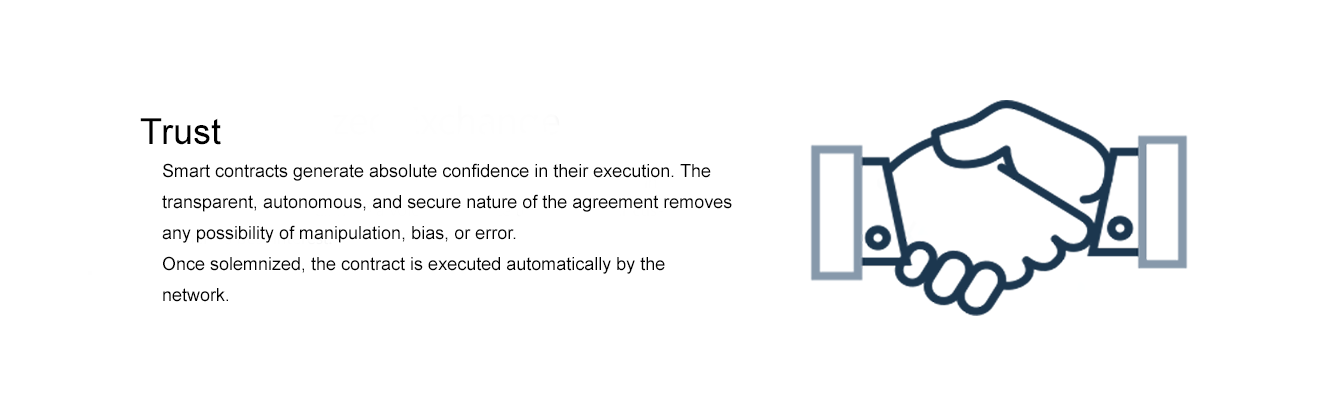 Trust
Smart contracts generate absolute confidence in their execution. The
transparent, autonomous, and secure nature of the agreement removes
any possibility of manipulation, bias, or error.
Once solemnized, the contract is executed automatically by the
network.